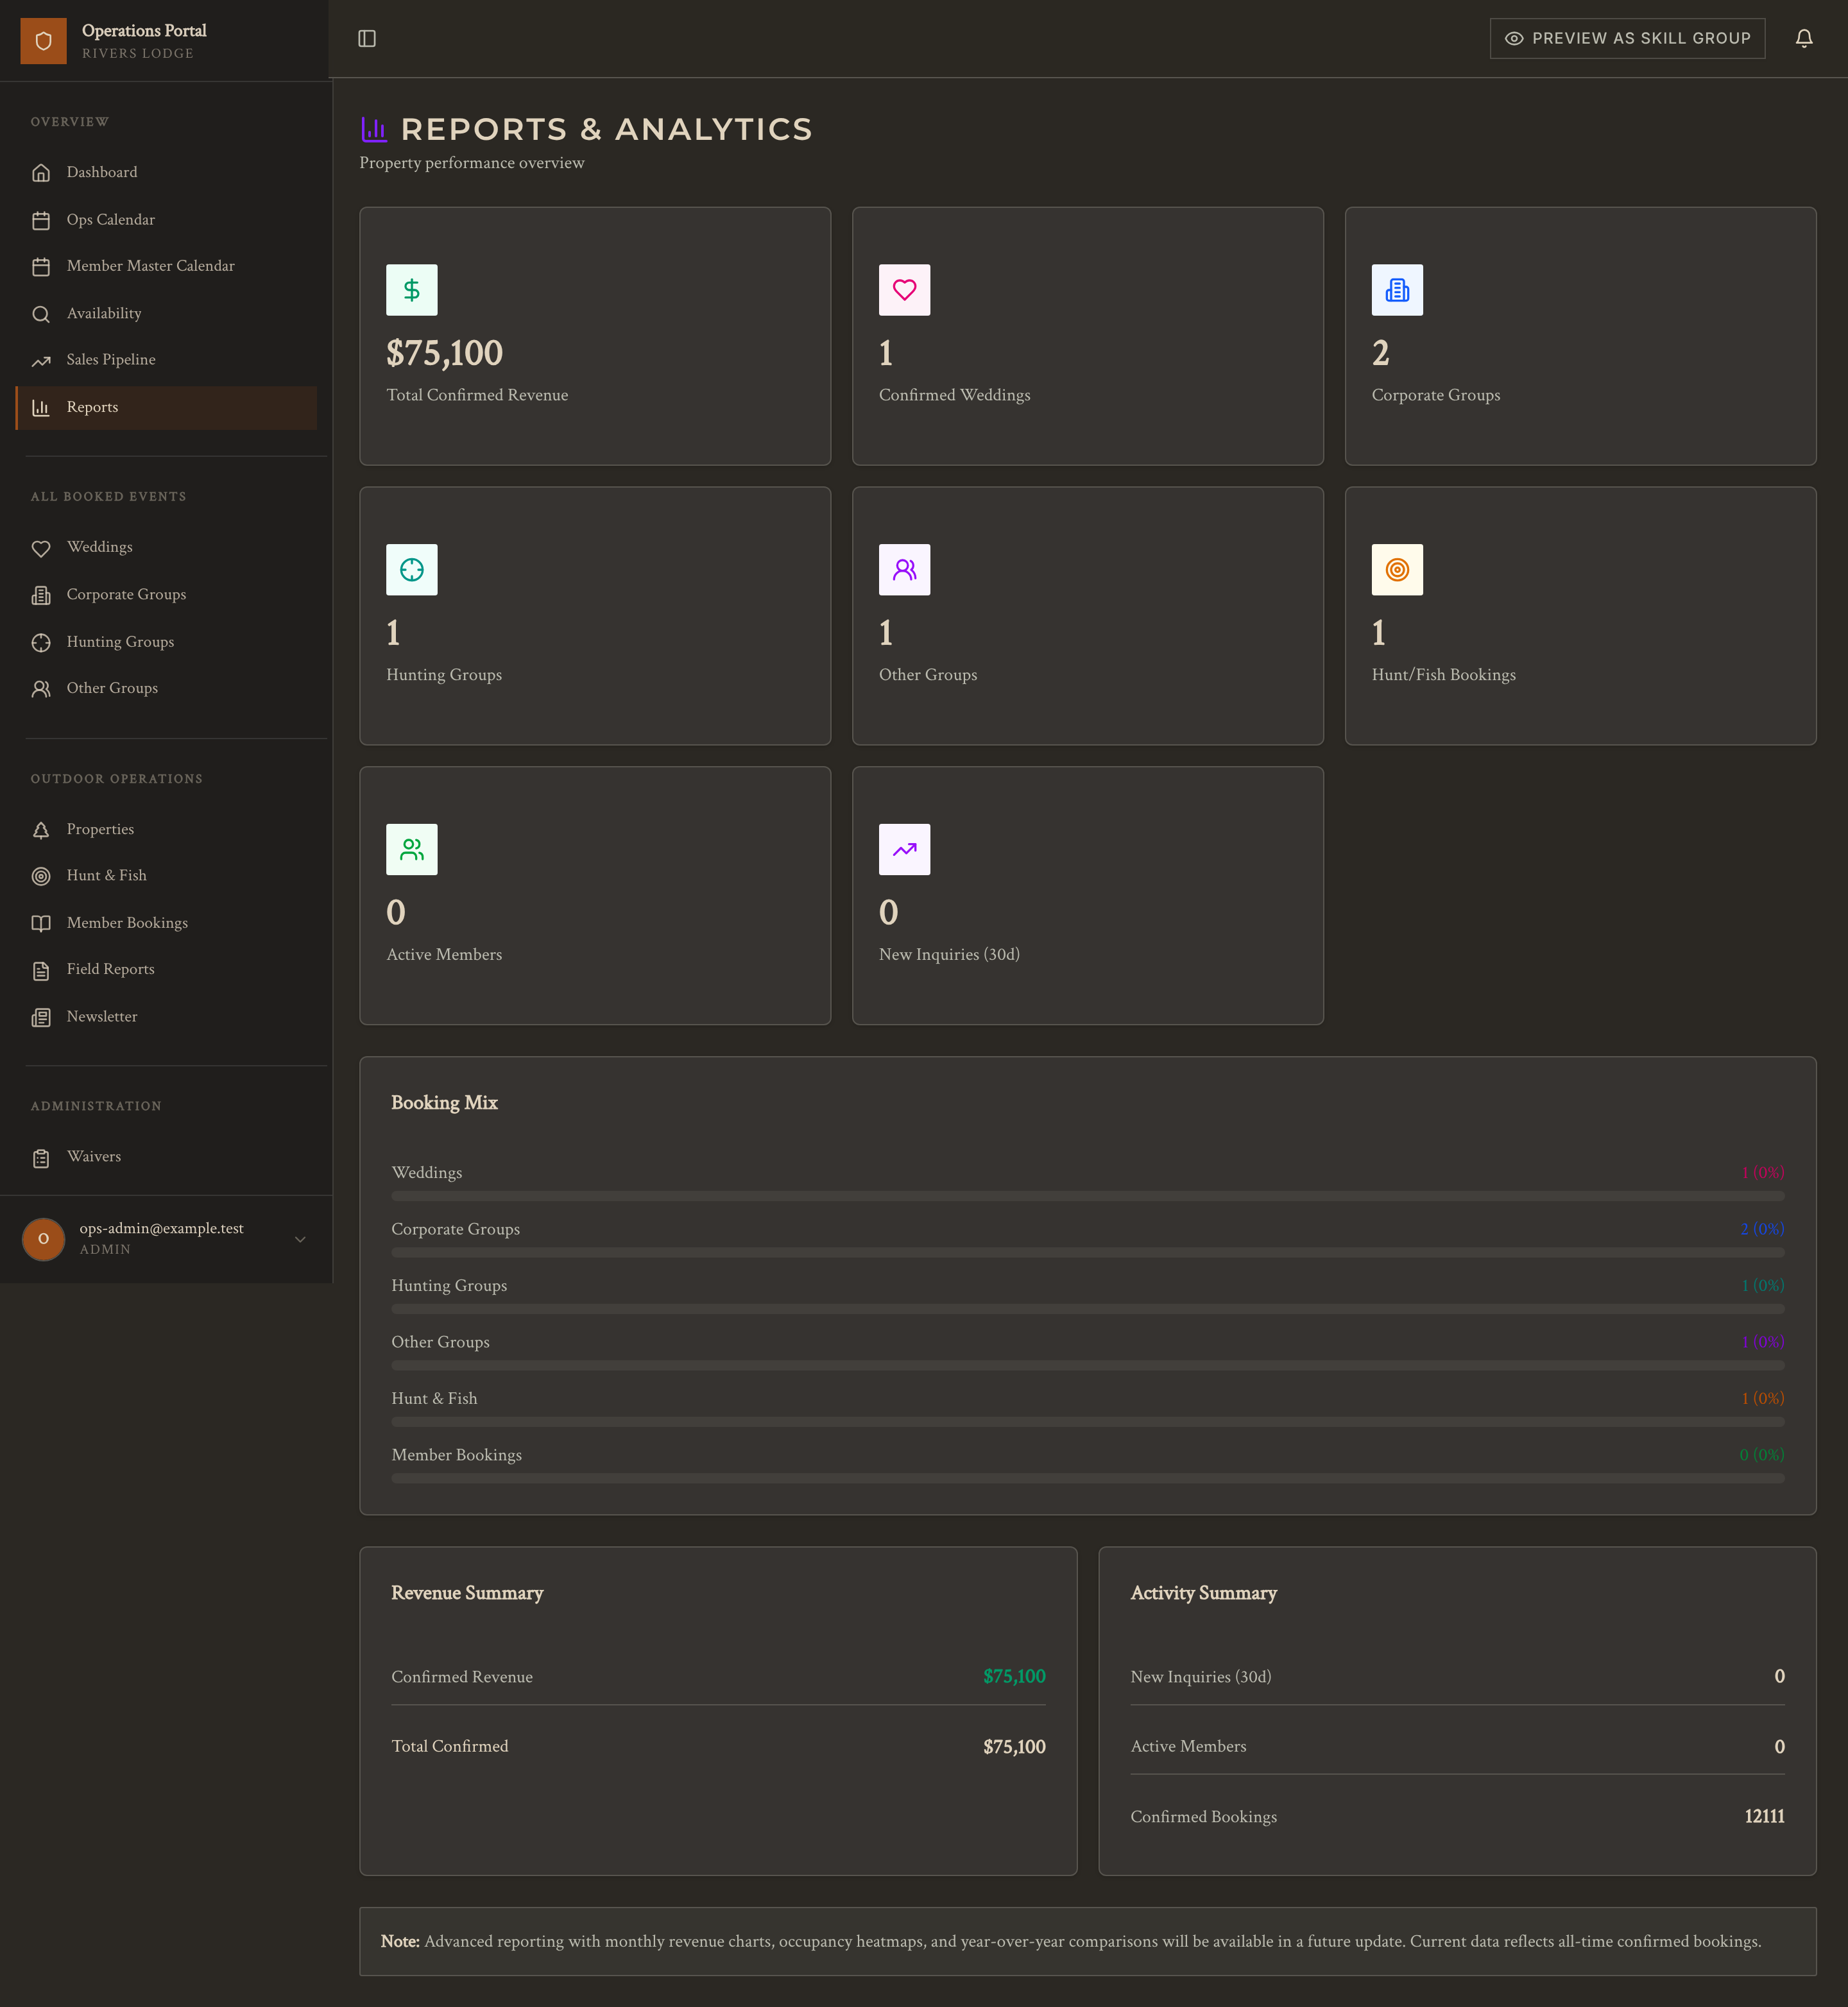 Operations Portal
RIVERS LODGE
OVERVIEW
Dashboard
Ops Calendar
Member Master Calendar
Availability
Sales Pipeline
Reports
ALL BOOKED EVENTS
Weddings
Corporate Groups
Hunting Groups
Other Groups
OUTDOOR OPERATIONS
Properties
Hunt & Fish
Member Bookings
Field Reports
Newsletter
ADMINISTRATION
Waivers
O
ops-admin@example.test
ADMIN
PREVIEW AS SKILL GROUP
REPORTS & ANALYTICS
Property performance overview
$75,100
Total Confirmed Revenue
1
Confirmed Weddings
2
Corporate Groups
1
Hunting Groups
1
Other Groups
1
Hunt/Fish Bookings
0
Active Members
0
New Inquiries (30d)
Booking Mix
Weddings 1 (0%)
Corporate Groups 2 (0%)
Hunting Groups 1 (0%)
Other Groups 1 (0%)
Hunt & Fish 1 (0%)
Member Bookings 0 (0%)
Revenue Summary
Confirmed Revenue $75,100
Total Confirmed $75,100
Activity Summary
New Inquiries (30d) 0
Active Members 0
Confirmed Bookings 12111
Note: Advanced reporting with monthly revenue charts, occupancy heatmaps, and year-over-year comparisons will be available in a future update. Current data reflects all-time confirmed bookings.